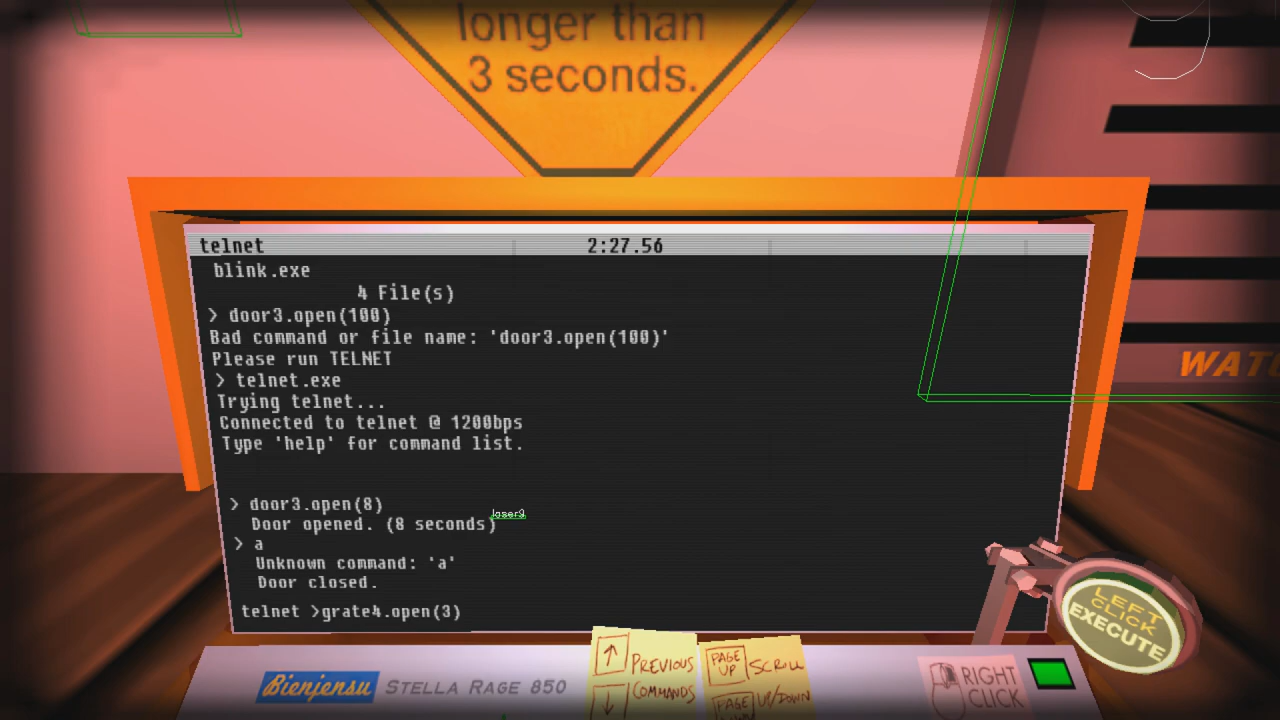 longer than
3 seconds.
telnet 2:27.56
blink.exe
4 File(s)
> door3.open(100)
Bad command or file name: 'door3.open(100)'
Please run TELNET
> telnet.exe
Trying telnet...
Connected to telnet @ 1200bps
Type 'help' for command list.
> door3.open(8)
Door opened. (8 seconds)
> a
Unknown command: 'a'
Door closed.
telnet >grate4.open(3)
LEFT
CLICK
EXECUTE
PREVIOUS
COMMANDS
PAGE
UP
SCROLL
UP/DOWN
PAGE
Bienjensu STELLA RAGE 850
RIGHT
CLICK